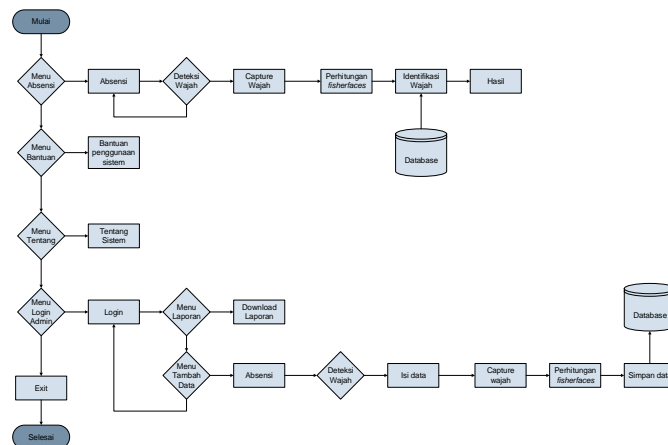 Mulai
Menu
Absensi
Absensi
Deteksi
Wajah
Capture
Wajah
Perhitungan
fisherfaces
Identifikasi
Wajah
Hasil
Database
Menu
Bantuan
Bantuan
penggunaan
sistem
Menu
Tentang
Tentang
Sistem
Menu
Login
Admin
Login
Menu
Laporan
Download
Laporan
Database
Menu
Tambah
Data
Absensi
Deteksi
Wajah
Isi data
Capture
wajah
Perhitungan
fisherfaces
Simpan data
Exit
Selesai